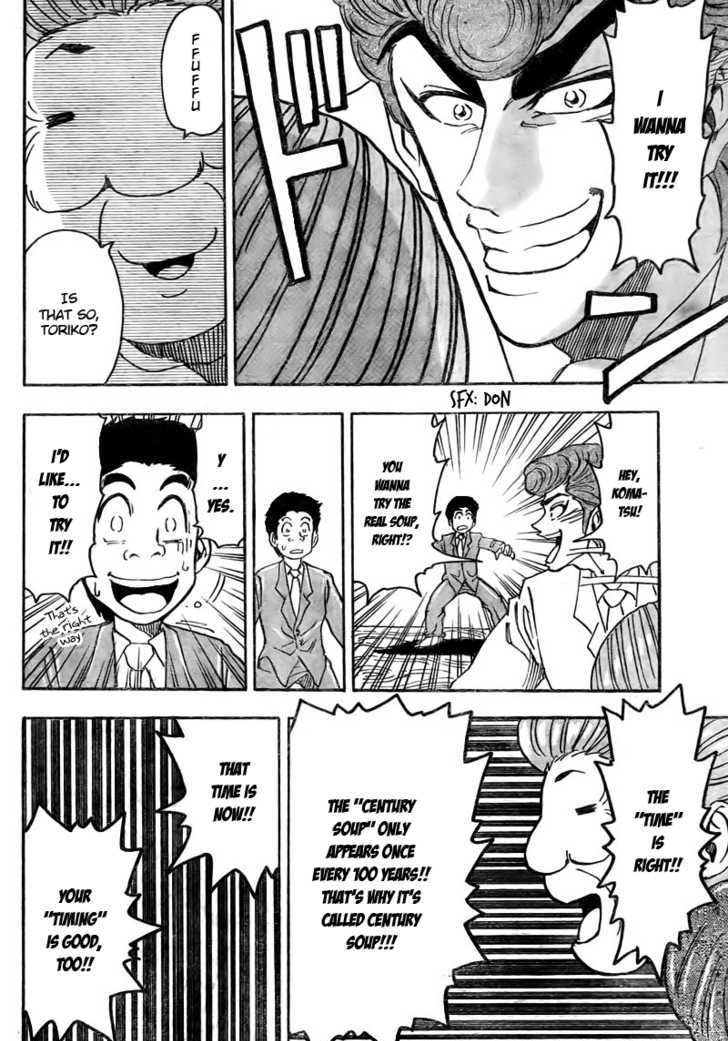 I
WANNA
TRY
IT!!!
ドン
FFUFFU
IS
THAT SO,
TORIKO?
SFX: DON
HEY,
KOMA-
TSU!
YOU
WANNA
TRY THE
REAL SOUP,
RIGHT!?
Y
...
YES.
I'D
LIKE...
TO
TRY
IT!!
That's
the right
way!
THE
"TIME"
IS
RIGHT!!
THE "CENTURY
SOUP" ONLY
APPEARS ONCE
EVERY 100 YEARS!!
THAT'S WHY IT'S
CALLED CENTURY
SOUP!!!
THAT
TIME IS
NOW!!
YOUR
"TIMING"
IS GOOD,
TOO!!